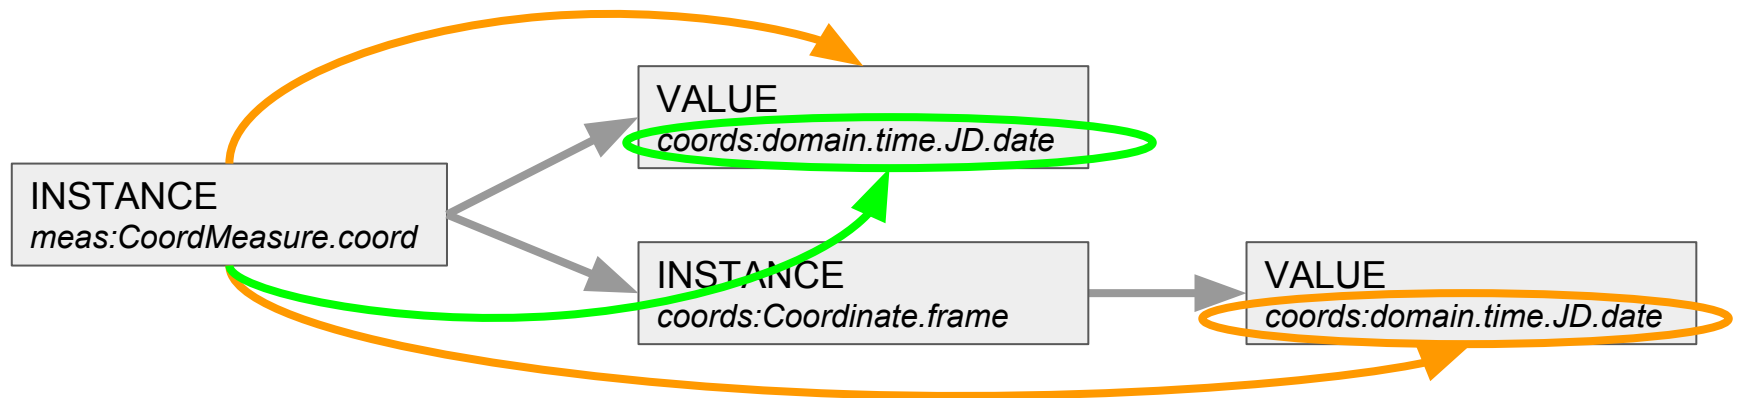 VALUE
coords:domain.time.JD.date
INSTANCE
meas:CoordMeasure.coord
INSTANCE
coords:Coordinate.frame
VALUE
coords:domain.time.JD.date